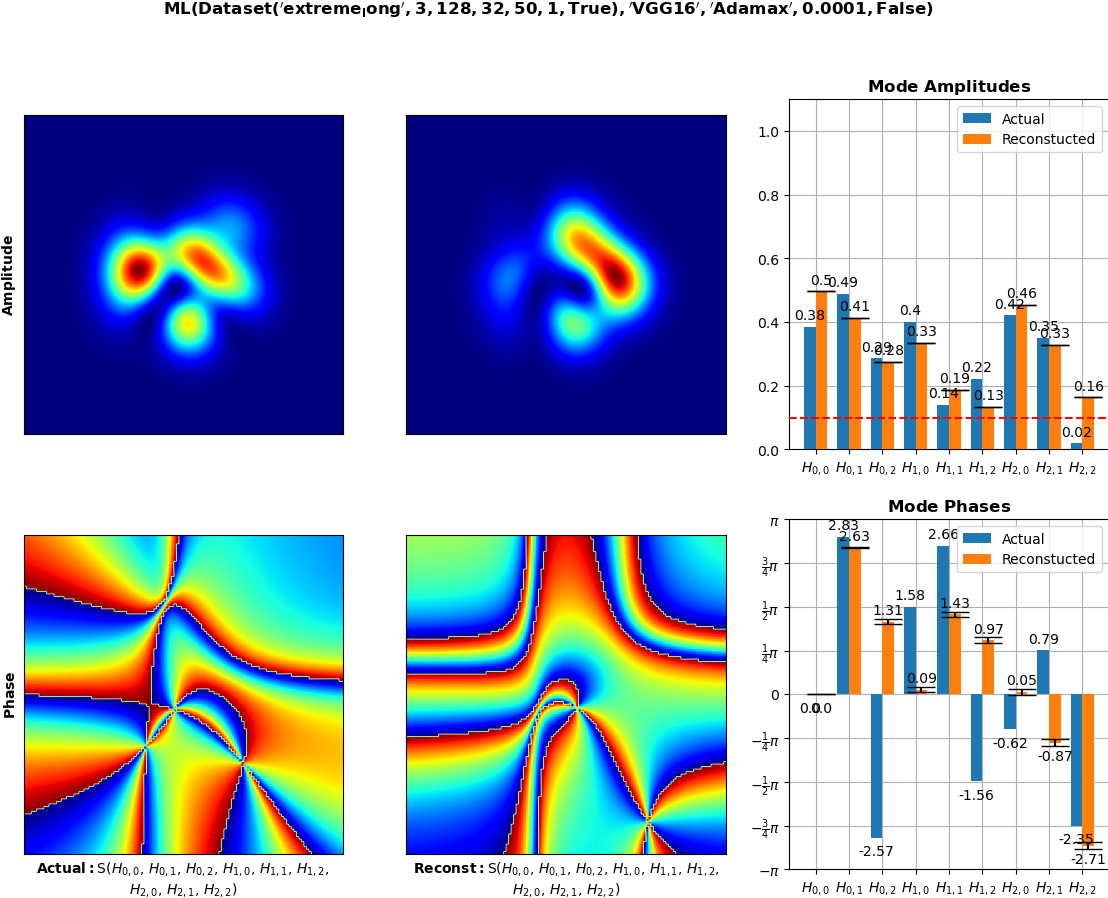 ML(Dataset('extreme_long', 3, 128, 32, 50, 1, True), 'VGG16', 'Adamax', 0.0001, False)
Amplitude
Mode Amplitudes
Actual
Reconstucted
1.0
0.8
0.6
0.4
0.2
0.0
0.38
0.5
0.49
0.41
0.29
0.28
0.4
0.33
0.14
0.19
0.22
0.13
0.42
0.46
0.35
0.33
0.02
0.16
H0,0 H0,1 H0,2 H1,0 H1,1 H1,2 H2,0 H2,1 H2,2
Phase
Mode Phases
Actual
Reconstucted
π
3/4π
1/2π
1/4π
0
−1/4π
−1/2π
−3/4π
−π
0.0
0.0
2.83
2.63
-2.57
1.31
1.58
0.09
2.66
1.43
-1.56
0.97
-0.62
0.05
0.79
-0.87
-2.35
-2.71
H0,0 H0,1 H0,2 H1,0 H1,1 H1,2 H2,0 H2,1 H2,2
Actual: S(H0,0, H0,1, H0,2, H1,0, H1,1, H1,2,
H2,0, H2,1, H2,2)
Reconst: S(H0,0, H0,1, H0,2, H1,0, H1,1, H1,2,
H2,0, H2,1, H2,2)